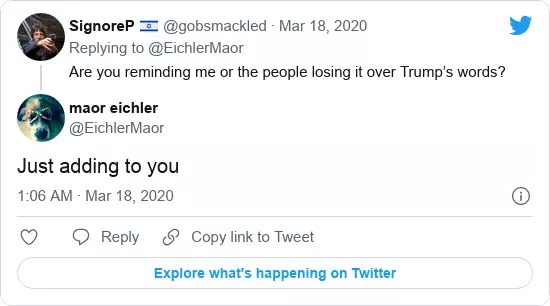 SignoreP 🇮🇱 @gobsmackled · Mar 18, 2020
Replying to @EichlerMaor
Are you reminding me or the people losing it over Trump’s words?
maor eichler
@EichlerMaor
Just adding to you
1:06 AM · Mar 18, 2020
Reply
Copy link to Tweet
Explore what's happening on Twitter